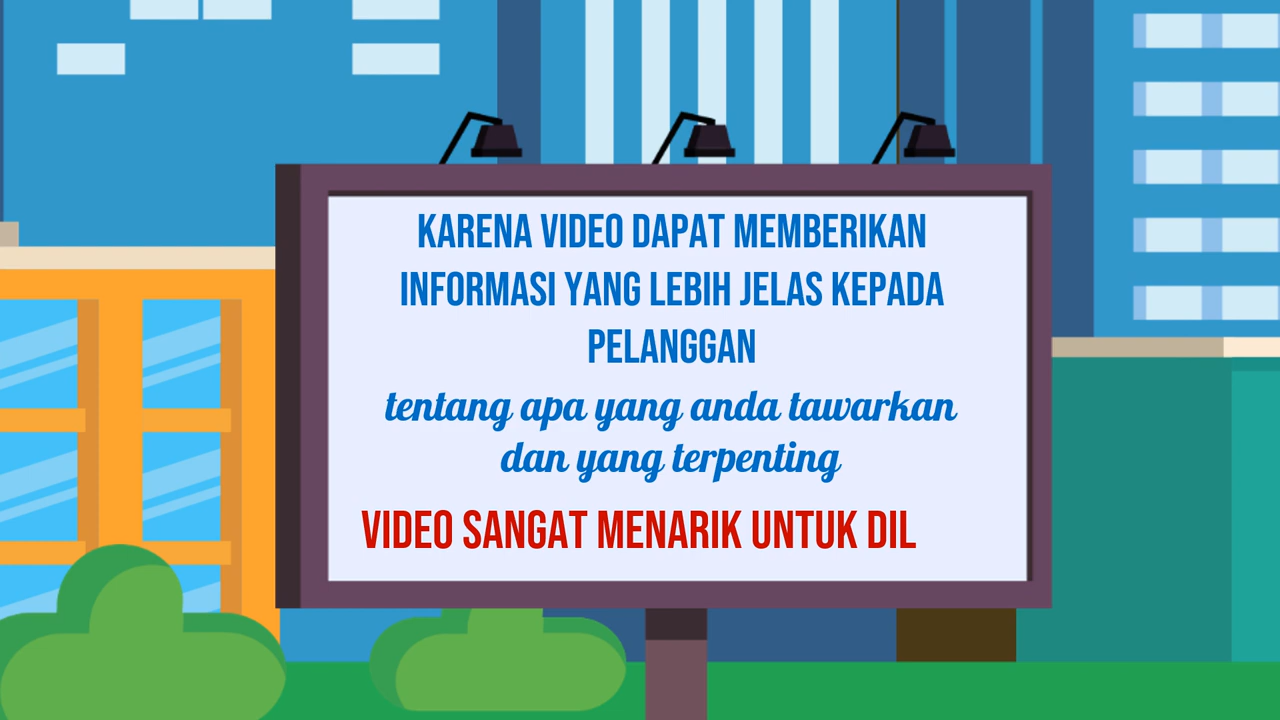 KARENA VIDEO DAPAT MEMBERIKAN
INFORMASI YANG LEBIH JELAS KEPADA
PELANGGAN
tentang apa yang anda tawarkan
dan yang terpenting
VIDEO SANGAT MENARIK UNTUK DIL